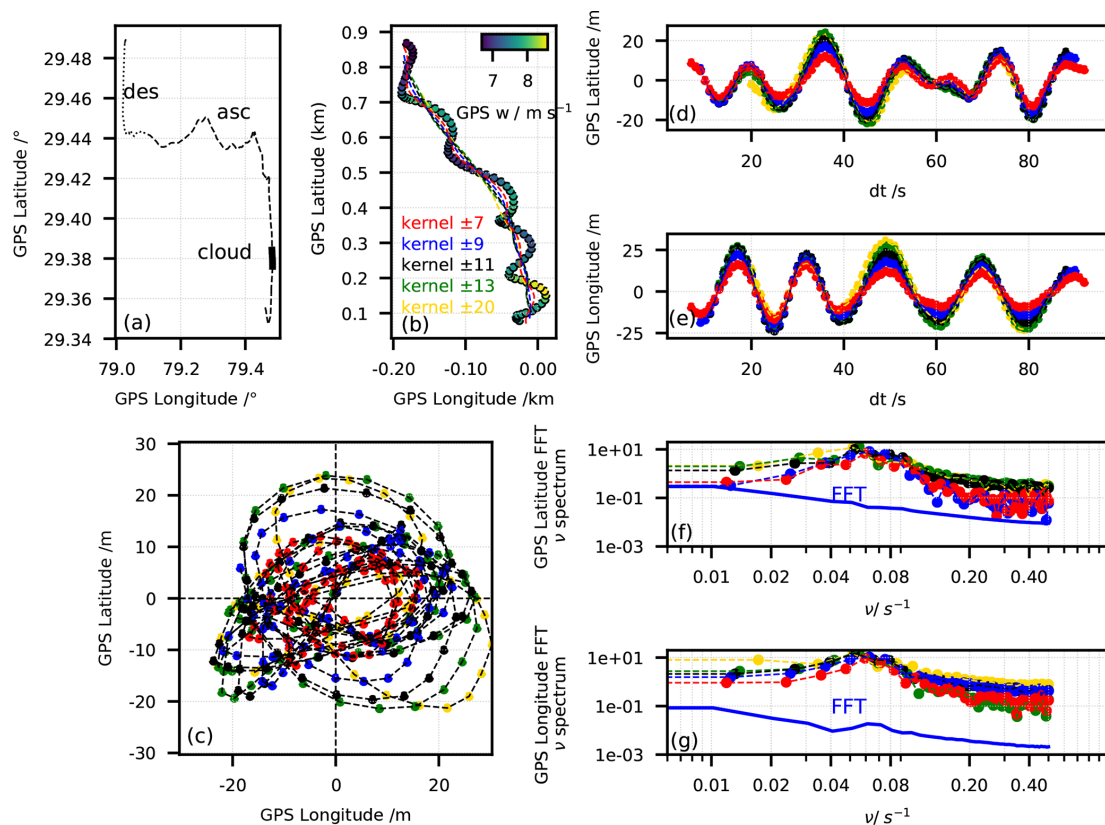 29.48
29.46
29.44
29.42
29.40
29.38
29.36
29.34
GPS Latitude /°
des
asc
cloud
(a)
79.0
79.2
79.4
GPS Longitude /°
0.9
0.8
0.7
0.6
0.5
0.4
0.3
0.2
0.1
GPS Latitude (km)
7
8
GPS w / m s⁻¹
kernel ±7
kernel ±9
kernel ±11
kernel ±13
kernel ±20
(b)
-0.20
-0.10
0.00
GPS Longitude /km
20
0
-20
GPS Latitude /m
(d)
20
40
60
80
dt /s
25
0
-25
GPS Longitude /m
(e)
20
40
60
80
dt /s
30
20
10
0
-10
-20
-30
GPS Latitude /m
(c)
-20
0
20
GPS Longitude /m
1e+01
1e-01
1e-03
GPS Latitude FFT
ν spectrum
FFT
(f)
0.01
0.02
0.04
0.08
0.20
0.40
ν/ s⁻¹
1e+01
1e-01
1e-03
GPS Longitude FFT
ν spectrum
FFT
(g)
0.01
0.02
0.04
0.08
0.20
0.40
ν/ s⁻¹